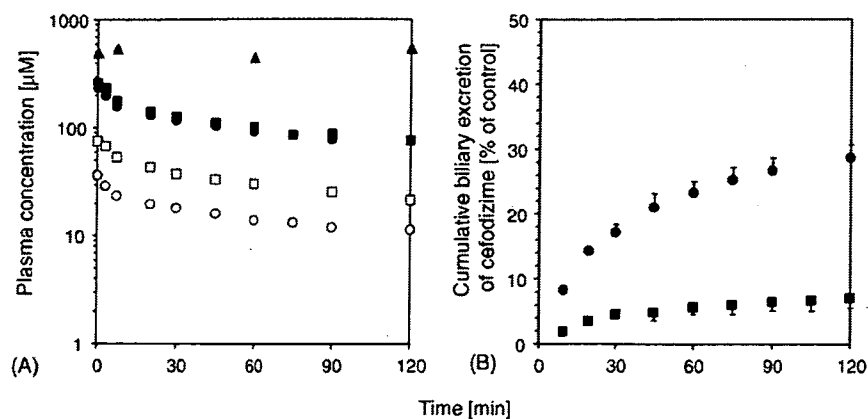 1000
100
10
1
Plasma concentration [µM]
0 30 60 90 120
(A)
50
40
30
20
10
0
Cumulative biliary excretion
of cefodizime [% of control]
0 30 60 90 120
(B)
Time [min]